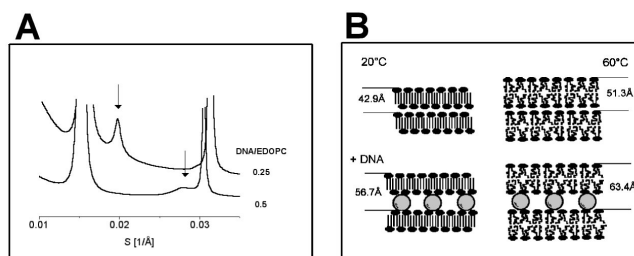 A
DNA/EDOPC
0.25
0.5
0.01
0.02
0.03
S [1/Å]
B
20°C
60°C
42.9Å
51.3Å
+ DNA
56.7Å
63.4Å